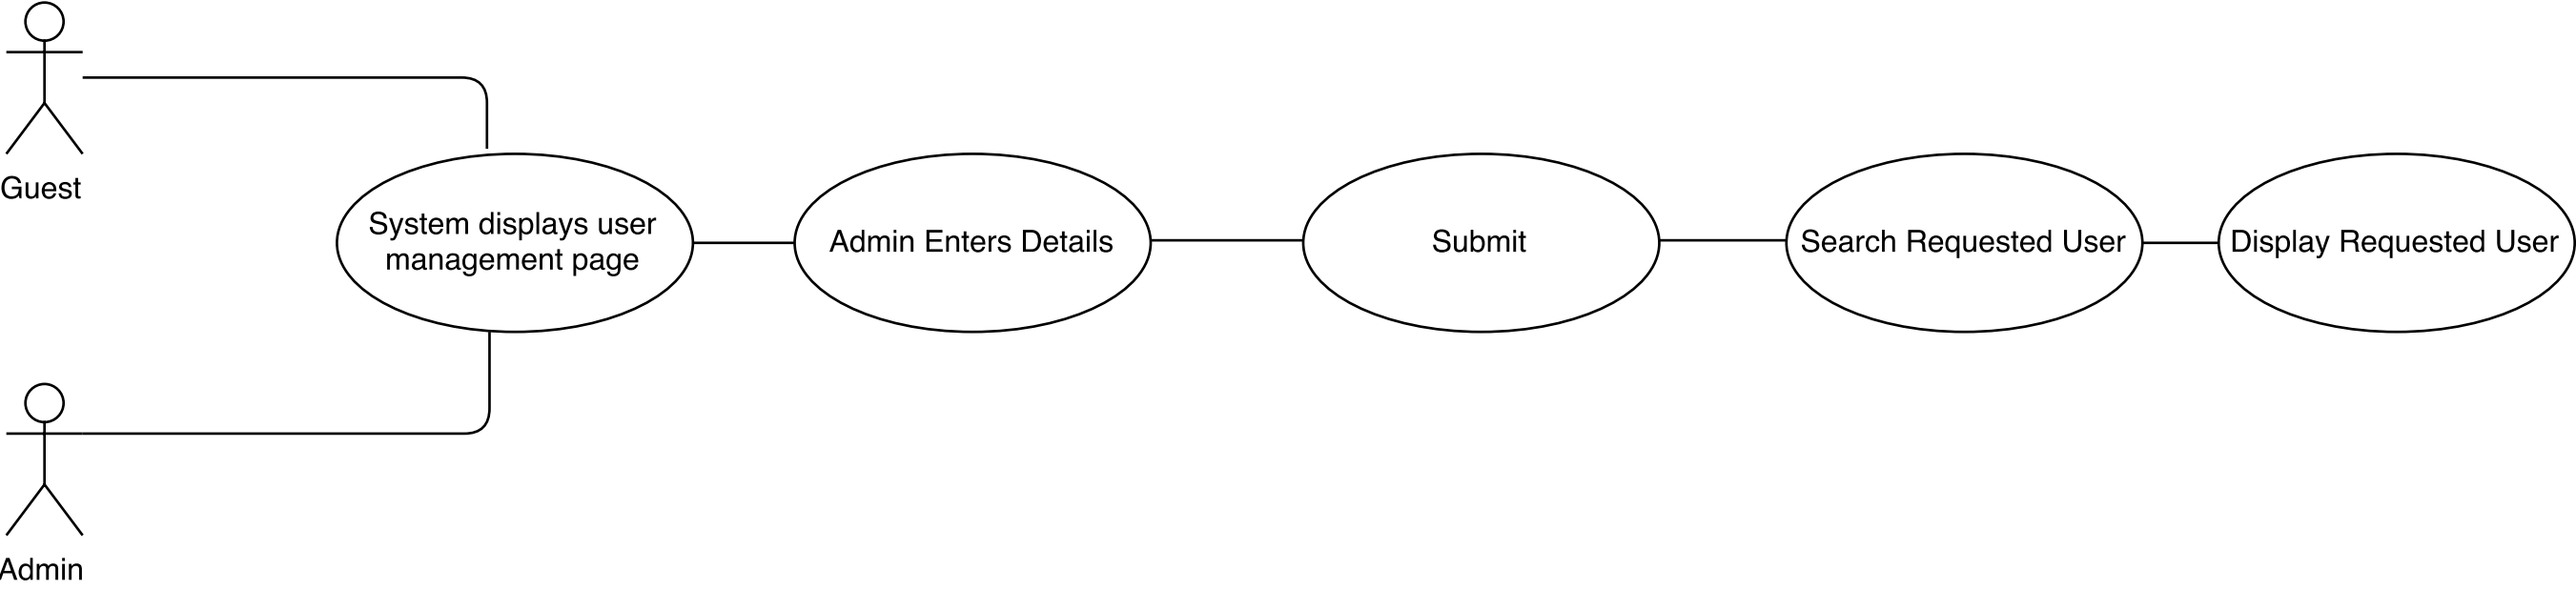 Guest
System displays user
management page
Admin Enters Details
Submit
Search Requested User
Display Requested User
Admin